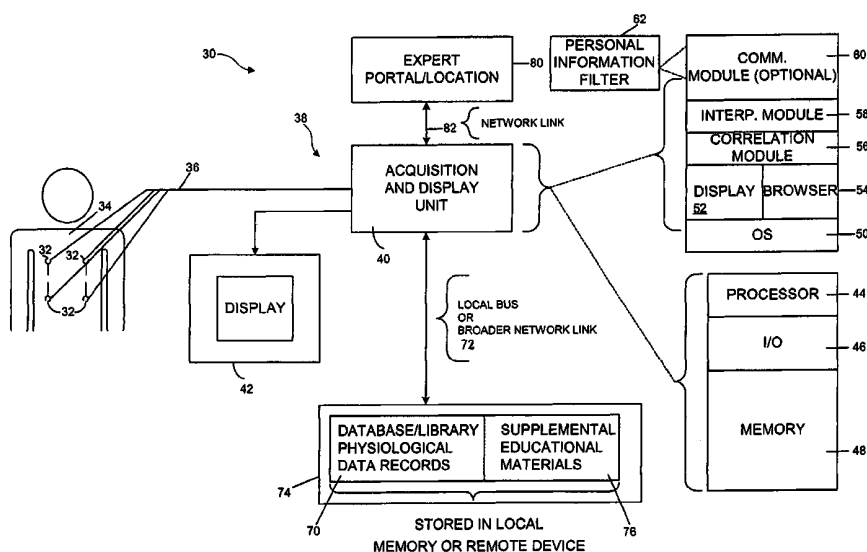 30
EXPERT
PORTAL/LOCATION
80
62
PERSONAL
INFORMATION
FILTER
COMM.
MODULE (OPTIONAL)
60
INTERP. MODULE
58
CORRELATION
MODULE
56
DISPLAY
52
BROWSER
54
OS
50
82
NETWORK LINK
38
ACQUISITION
AND DISPLAY
UNIT
40
36
34
32
32
32
DISPLAY
42
LOCAL BUS
OR
BROADER NETWORK LINK
72
PROCESSOR
44
I/O
46
MEMORY
48
DATABASE/LIBRARY
PHYSIOLOGICAL
DATA RECORDS
SUPPLEMENTAL
EDUCATIONAL
MATERIALS
74
70
76
STORED IN LOCAL
MEMORY OR REMOTE DEVICE